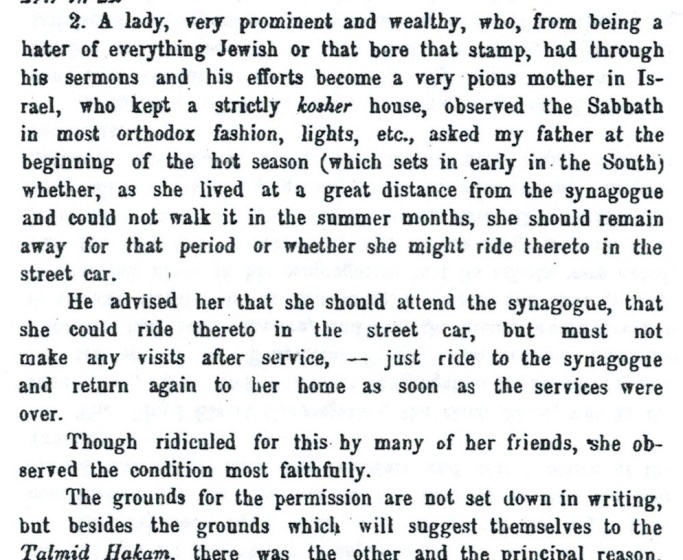 2. A lady, very prominent and wealthy, who, from being a
hater of everything Jewish or that bore that stamp, had through
his sermons and his efforts become a very pious mother in Is-
rael, who kept a strictly kosher house, observed the Sabbath
in most orthodox fashion, lights, etc., asked my father at the
beginning of the hot season (which sets in early in the South)
whether, as she lived at a great distance from the synagogue
and could not walk it in the summer months, she should remain
away for that period or whether she might ride thereto in the
street car.
He advised her that she should attend the synagogue, that
she could ride thereto in the street car, but must not
make any visits after service, — just ride to the synagogue
and return again to her home as soon as the services were
over.
Though ridiculed for this by many of her friends, she ob-
served the condition most faithfully.
The grounds for the permission are not set down in writing,
but besides the grounds which will suggest themselves to the
Talmid Hakam, there was the other and the principal reason,